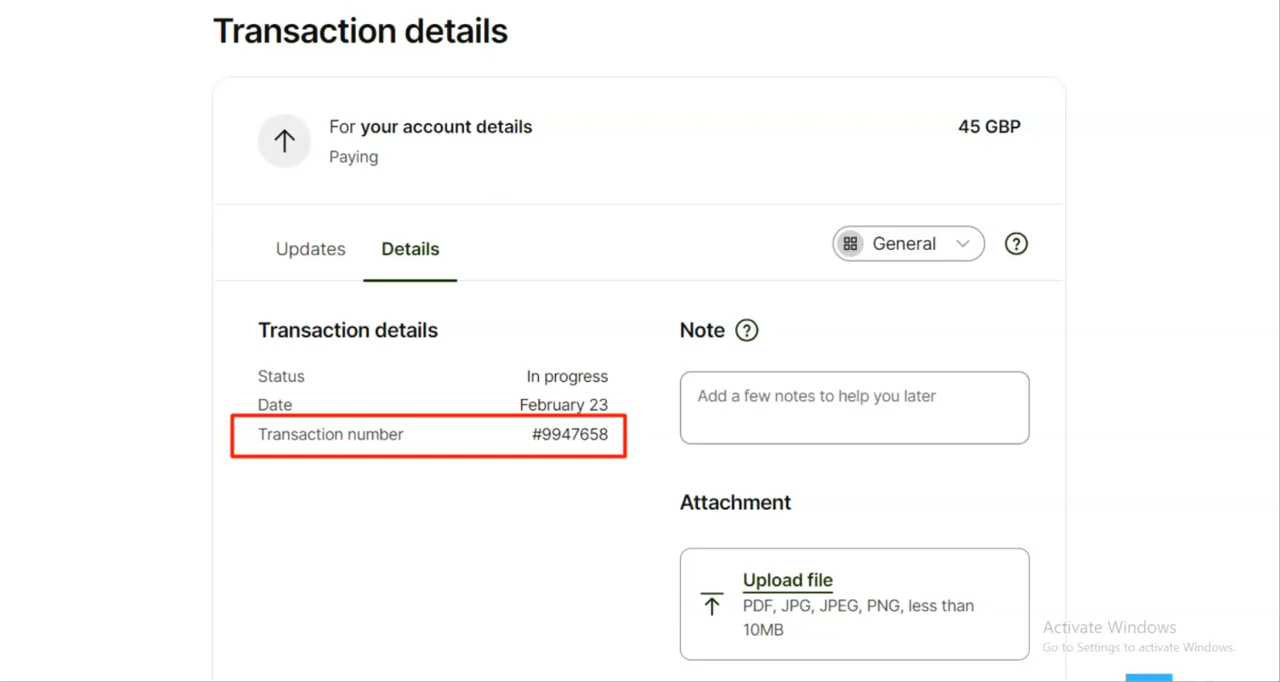 Transaction details
For your account details
45 GBP
Paying
Updates
Details
General
?
Transaction details
Status In progress
Date February 23
Transaction number #9947658
Note ?
Add a few notes to help you later
Attachment
Upload file
PDF, JPG, JPEG, PNG, less than
10MB
Activate Windows
Go to Settings to activate Windows.